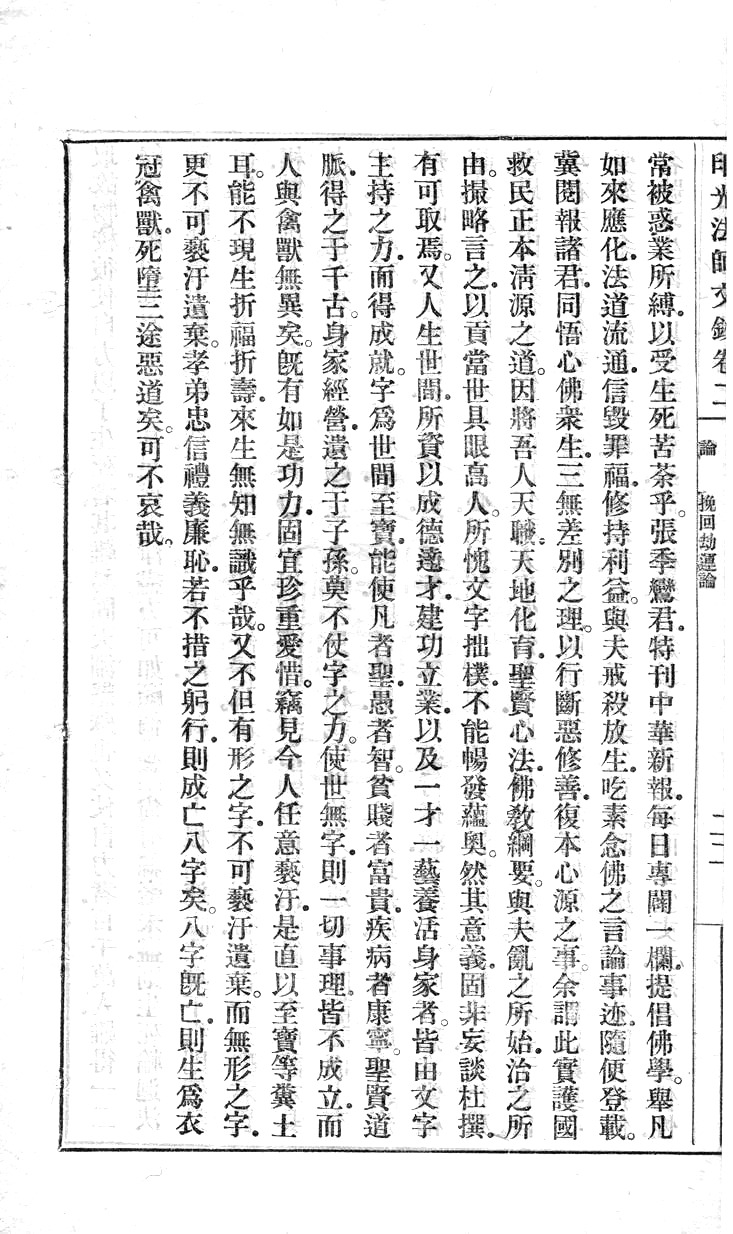 印光法師文鈔卷二 論 挽回劫運論 二二
常被惑業所縛。以受生死苦荼乎。張季鸞君。特刊中華新報。每日專闢一欄。提倡佛學。舉凡
如來應化。法道流通。信毀罪福。修持利益。與夫戒殺放生。吃素念佛之言論事迹。隨便登載。
冀閱報諸君。同悟心佛衆生。三無差別之理。以行斷惡修善。復本心源之事。余謂此實護國
救民正本淸源之道。因將吾人天職。天地化育。聖賢心法。佛敎綱要。與夫亂之所始。治之所
由。撮略言之。以貢當世具眼高人。所愧文字拙樸。不能暢發蘊奥。然其意義。固非妄談杜撰。
有可取焉。又人生世間。所資以成德達才。建功立業。以及一才一藝養活身家者。皆由文字
主持之力。而得成就。字爲世間至寶。能使凡者聖。愚者智。貧賤者富貴。疾病者康寧。聖賢道
脈。得之于千古。身家經營。遺之于子孫。莫不仗字之力。使世無字。則一切事理。皆不成立。而
人與禽獸無異矣。旣有如是功力。固宜珍重愛惜。竊見今人任意褻汙。是直以至寶等糞土
耳。能不現生折福折壽。來生無知無識乎哉。又不但有形之字。不可褻汙遺棄。而無形之字。
更不可褻汙遺棄。孝弟忠信禮義廉恥。若不措之躬行。則成亡八字矣。八字旣亡。則生爲衣
冠禽獸。死墮三途惡道矣。可不哀哉。